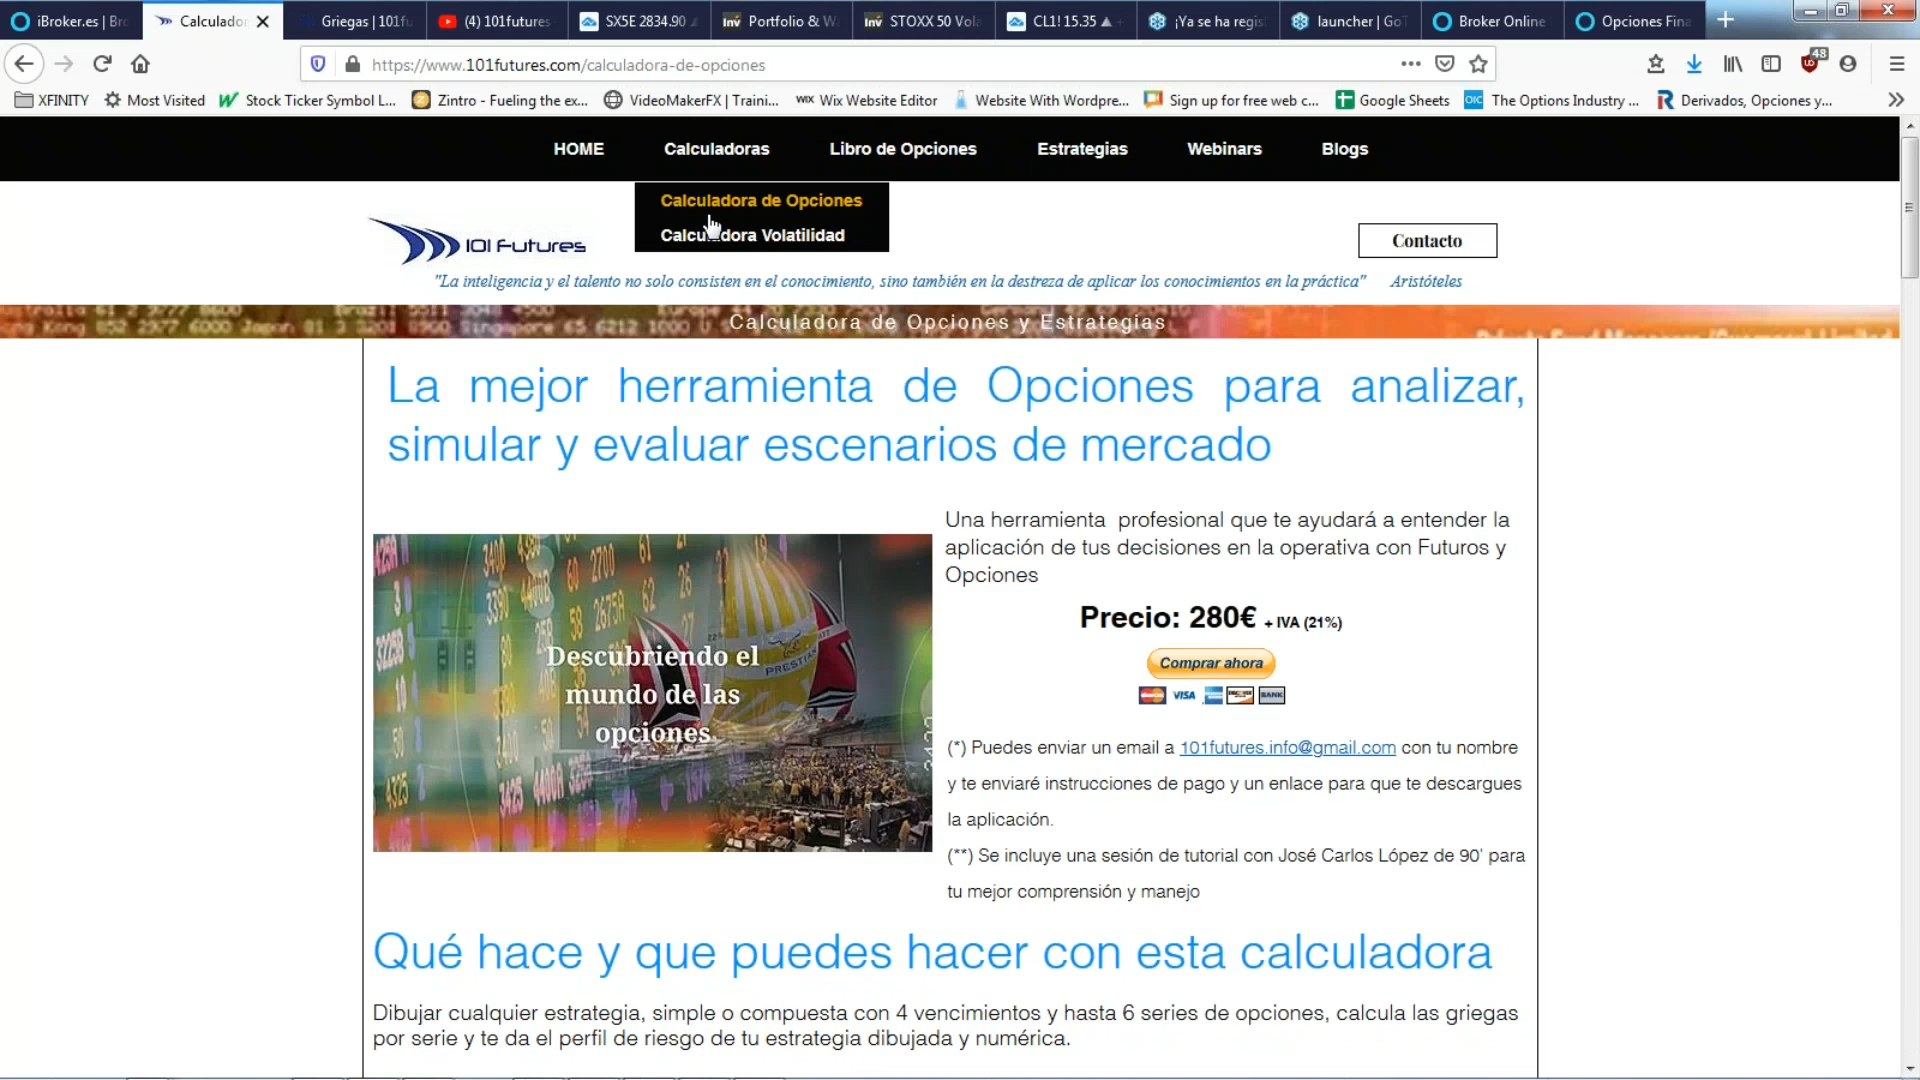 iBroker.es | Bro
Calculador
Griegas | 101fu
(4) 101futures
SX5E 2834.90
Portfolio & W
STOXX 50 Vola
CL1! 15.35 ▲
¡Ya se ha regis
launcher | GoT
Broker Online
Opciones Fina
https://www.101futures.com/calculadora-de-opciones
48
XFINITY
Most Visited
Stock Ticker Symbol L...
Zintro - Fueling the ex...
VideoMakerFX | Traini...
WIX Wix Website Editor
Website With Wordpre...
Sign up for free web c...
Google Sheets
OIC The Options Industry ...
Derivados, Opciones y...
HOME
Calculadoras
Libro de Opciones
Estrategias
Webinars
Blogs
Calculadora de Opciones
Calculadora Volatilidad
101 Futures
Contacto
"La inteligencia y el talento no solo consisten en el conocimiento, sino también en la destreza de aplicar los conocimientos en la práctica" Aristóteles
Calculadora de Opciones y Estrategias
La mejor herramienta de Opciones para analizar,
simular y evaluar escenarios de mercado
Descubriendo el
mundo de las
opciones
Una herramienta profesional que te ayudará a entender la
aplicación de tus decisiones en la operativa con Futuros y
Opciones
Precio: 280€ + IVA (21%)
Comprar ahora
VISA
BANK
(*) Puedes enviar un email a 101futures.info@gmail.com con tu nombre
y te enviaré instrucciones de pago y un enlace para que te descargues
la aplicación.
(**) Se incluye una sesión de tutorial con José Carlos López de 90' para
tu mejor comprensión y manejo
Qué hace y que puedes hacer con esta calculadora
Dibujar cualquier estrategia, simple o compuesta con 4 vencimientos y hasta 6 series de opciones, calcula las griegas
por serie y te da el perfil de riesgo de tu estrategia dibujada y numérica.